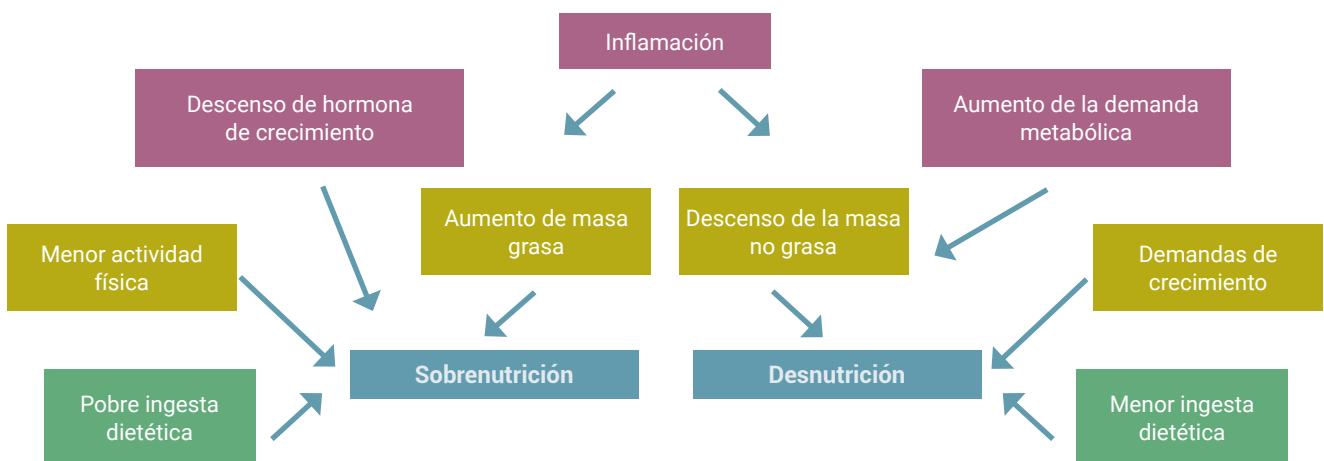 Inflamación
Descenso de hormona
de crecimiento
Aumento de la demanda
metabólica
Aumento de masa
grasa
Descenso de la masa
no grasa
Menor actividad
física
Demandas de
crecimiento
Sobrenutrición
Desnutrición
Pobre ingesta
dietética
Menor ingesta
dietética